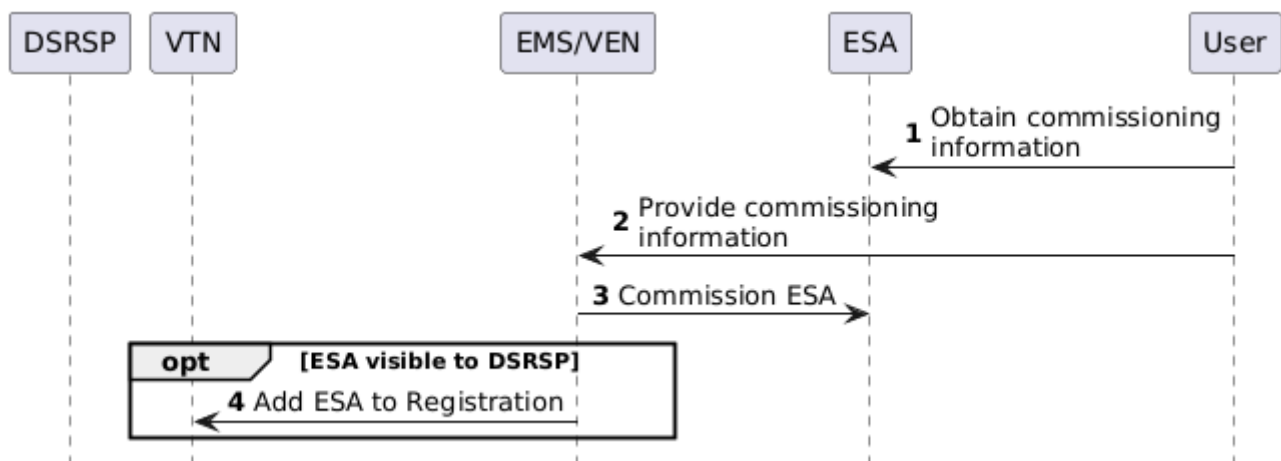 DSRSP VTN EMS/VEN ESA User
1 Obtain commissioning
information
2 Provide commissioning
information
3 Commission ESA
opt [ESA visible to DSRSP]
4 Add ESA to Registration